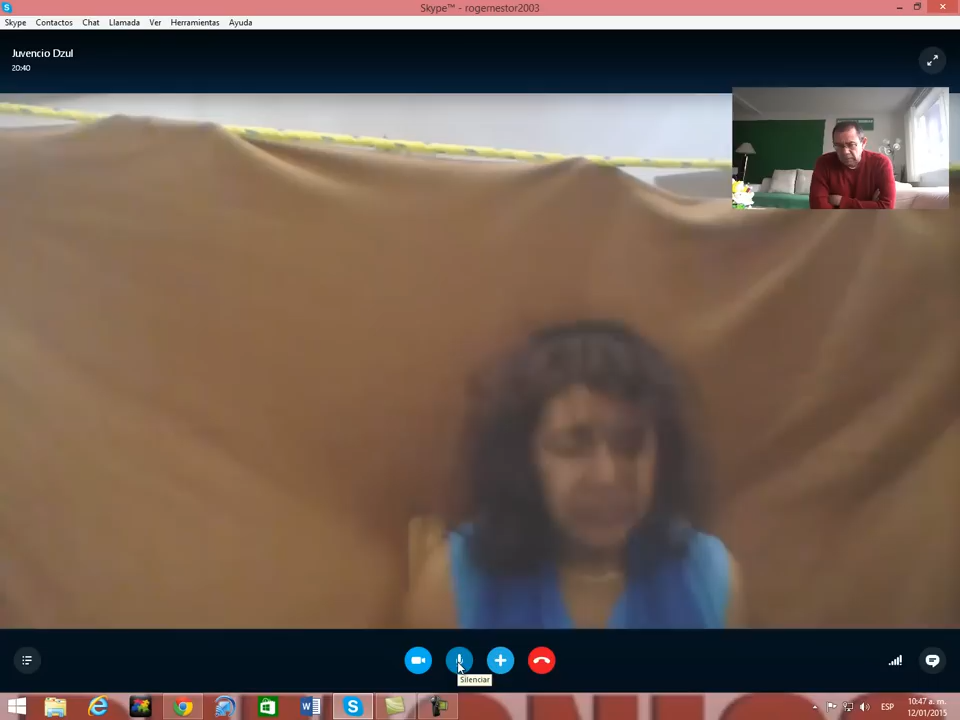 Skype™ - rogernestor2003
Skype Contactos Chat Llamada Ver Herramientas Ayuda
Juvencio Dzul
20:40
Silenciar
ESP
10:47 a. m.
12/01/2015